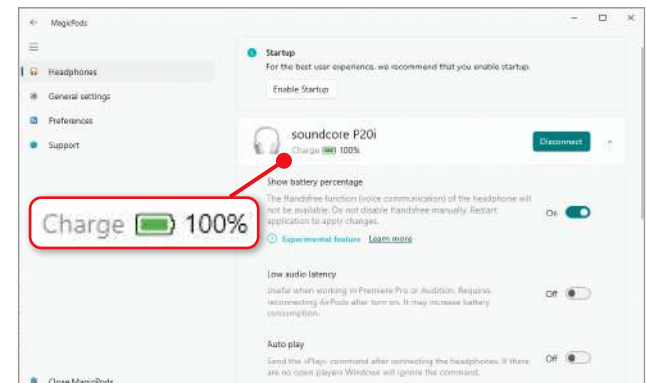 MagicPods
Headphones
General settings
Preferences
Support
Startup
For the best user experience, we recommend that you enable startup.
Enable Startup
soundcore P20i
Charge 100%
Disconnect
Charge 100%
Show battery percentage
The Handsfree function (voice communication) of the headphone will
not be available. Do not disable Handsfree manually. Restart
application to apply changes.
On
Experimental feature Learn more
Low audio latency
Useful when working in Premiere Pro or Audition. Requires
reconnecting AirPods after turn on. It may increase battery
consumption.
Off
Auto play
Send the «Play» command after connecting the headphones. If there
are no open players Windows will ignore the command.
Off
Close MagicPods